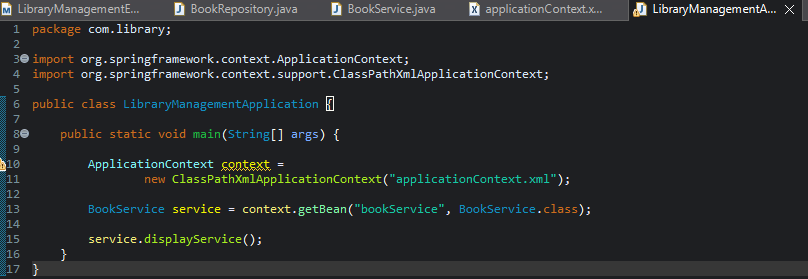 LibraryManagementE... BookRepository.java BookService.java applicationContext.x... LibraryManagementA...
1 package com.library;
2
3 import org.springframework.context.ApplicationContext;
4 import org.springframework.context.support.ClassPathXmlApplicationContext;
5
6 public class LibraryManagementApplication {
7
8 public static void main(String[] args) {
9
10 ApplicationContext context =
11 new ClassPathXmlApplicationContext("applicationContext.xml");
12
13 BookService service = context.getBean("bookService", BookService.class);
14
15 service.displayService();
16 }
17 }